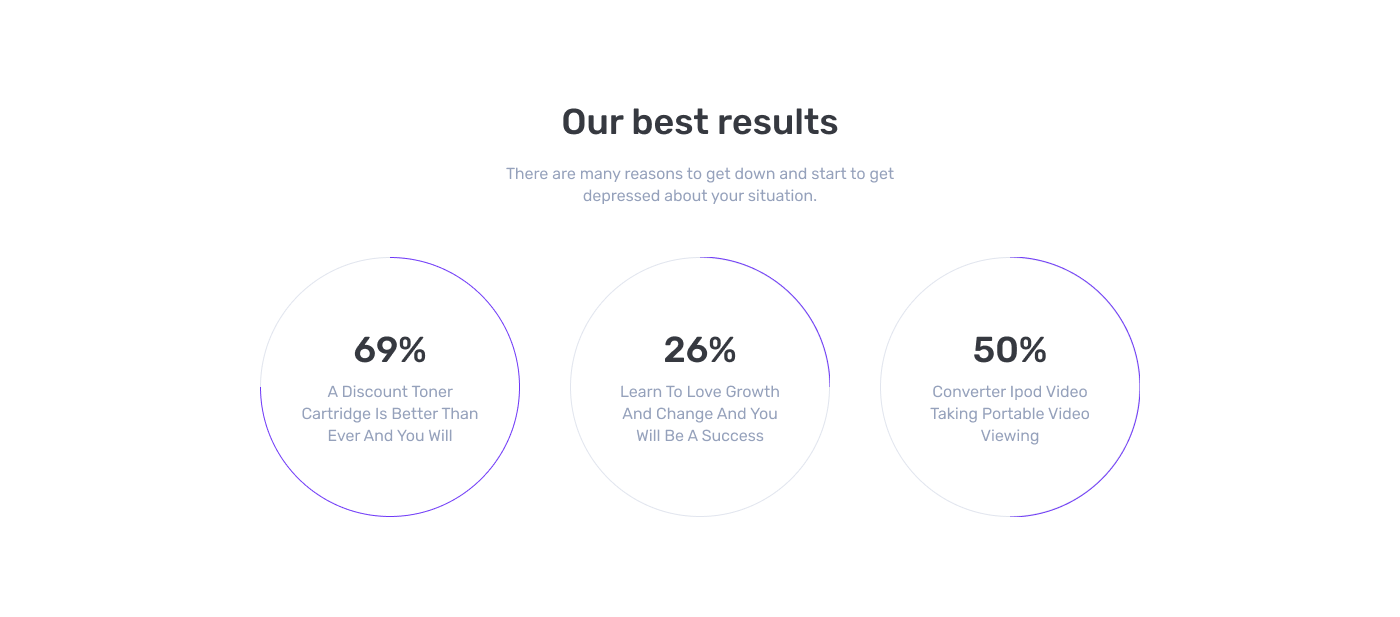 Our best results
There are many reasons to get down and start to get
depressed about your situation.
69%
A Discount Toner
Cartridge Is Better Than
Ever And You Will
26%
Learn To Love Growth
And Change And You
Will Be A Success
50%
Converter Ipod Video
Taking Portable Video
Viewing